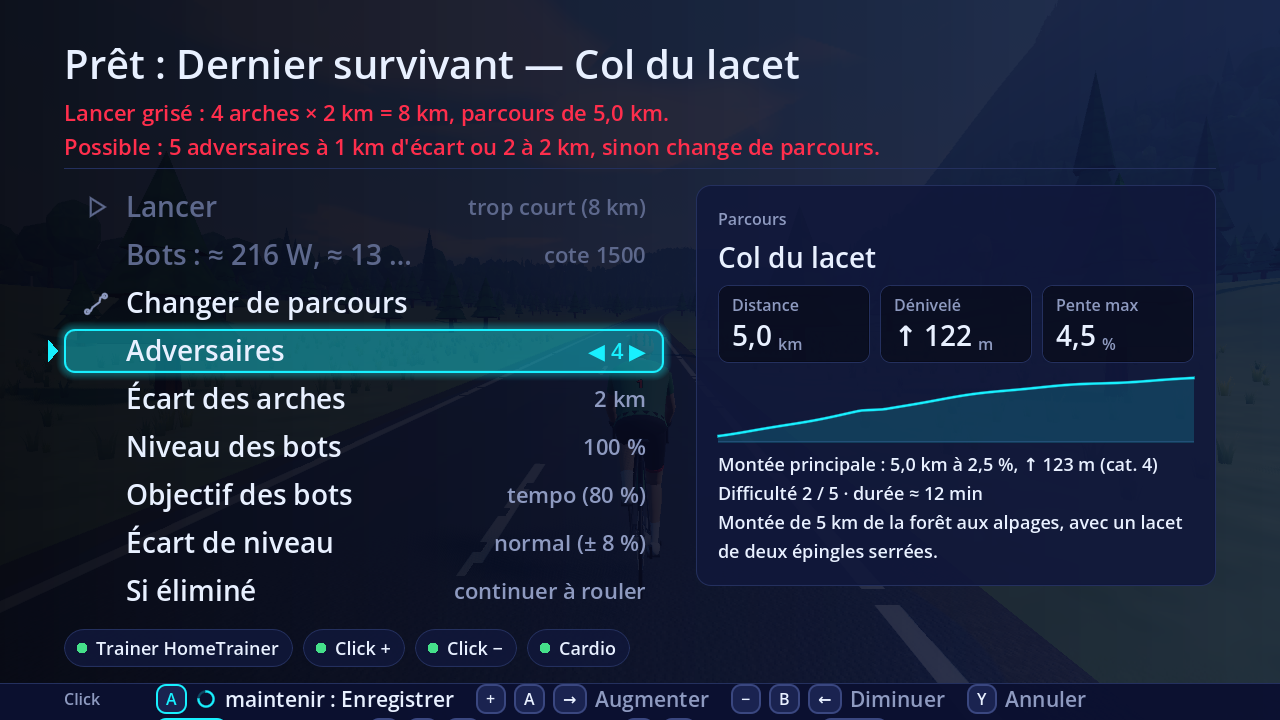 Prêt : Dernier survivant — Col du lacet
Lancer grisé : 4 arches × 2 km = 8 km, parcours de 5,0 km.
Possible : 5 adversaires à 1 km d'écart ou 2 à 2 km, sinon change de parcours.
Lancer trop court (8 km)
Bots : ≈ 216 W, ≈ 13 ... cote 1500
Changer de parcours
Adversaires ◀ 4 ▶
Écart des arches 2 km
Niveau des bots 100 %
Objectif des bots tempo (80 %)
Écart de niveau normal (± 8 %)
Si éliminé continuer à rouler
Parcours
Col du lacet
Distance Dénivelé Pente max
5,0 km ↑ 122 m 4,5 %
Montée principale : 5,0 km à 2,5 %, ↑ 123 m (cat. 4)
Difficulté 2 / 5 · durée ≈ 12 min
Montée de 5 km de la forêt aux alpages, avec un lacet
de deux épingles serrées.
Trainer HomeTrainer Click + Click − Cardio
Click A maintenir : Enregistrer + A → Augmenter − B ← Diminuer Y Annuler